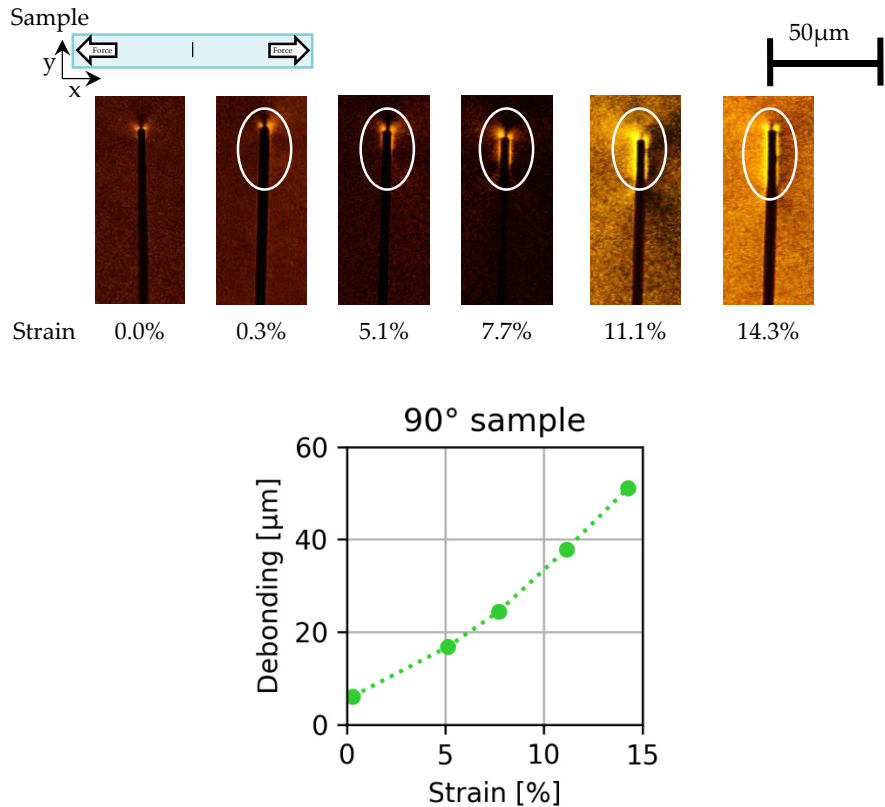 Sample
Force Force
y
x
50μm
Strain 0.0% 0.3% 5.1% 7.7% 11.1% 14.3%
90° sample
60
40
20
0
Debonding [μm]
0 5 10 15
Strain [%]